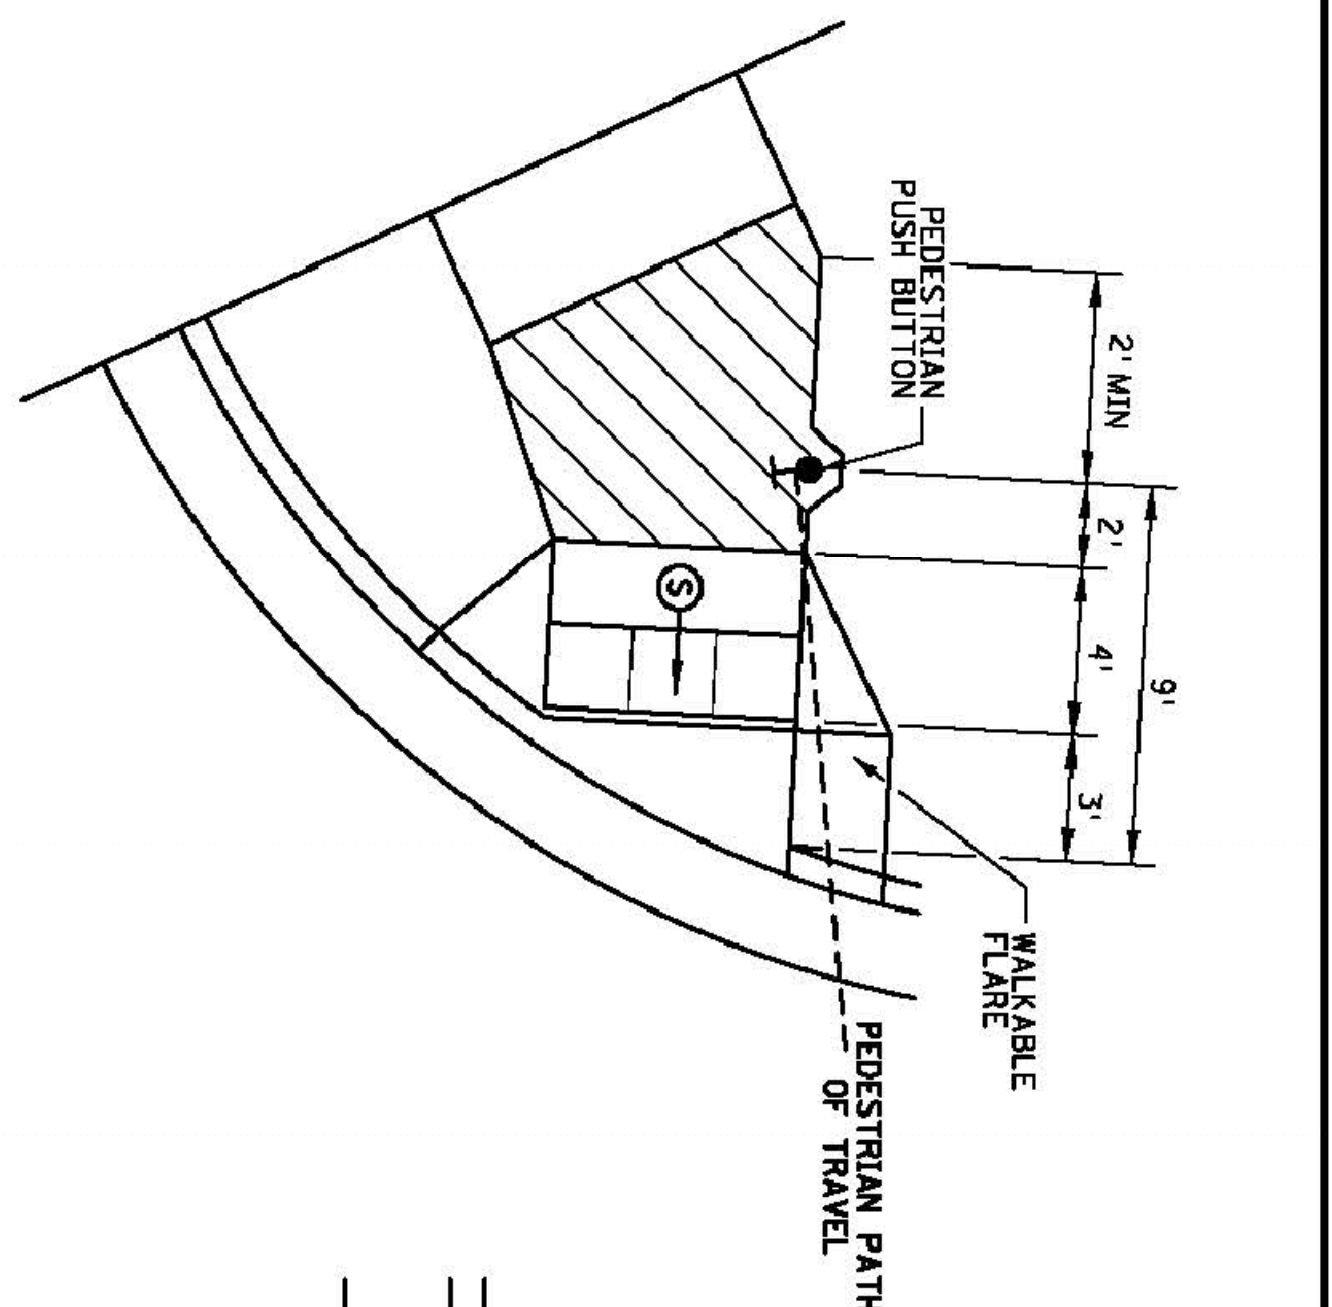 PEDESTRIAN
PUSH BUTTON
2' MIN
2'
4'
9'
3'
S
WALKABLE
FLARE
PEDESTRIAN PATH
OF TRAVEL